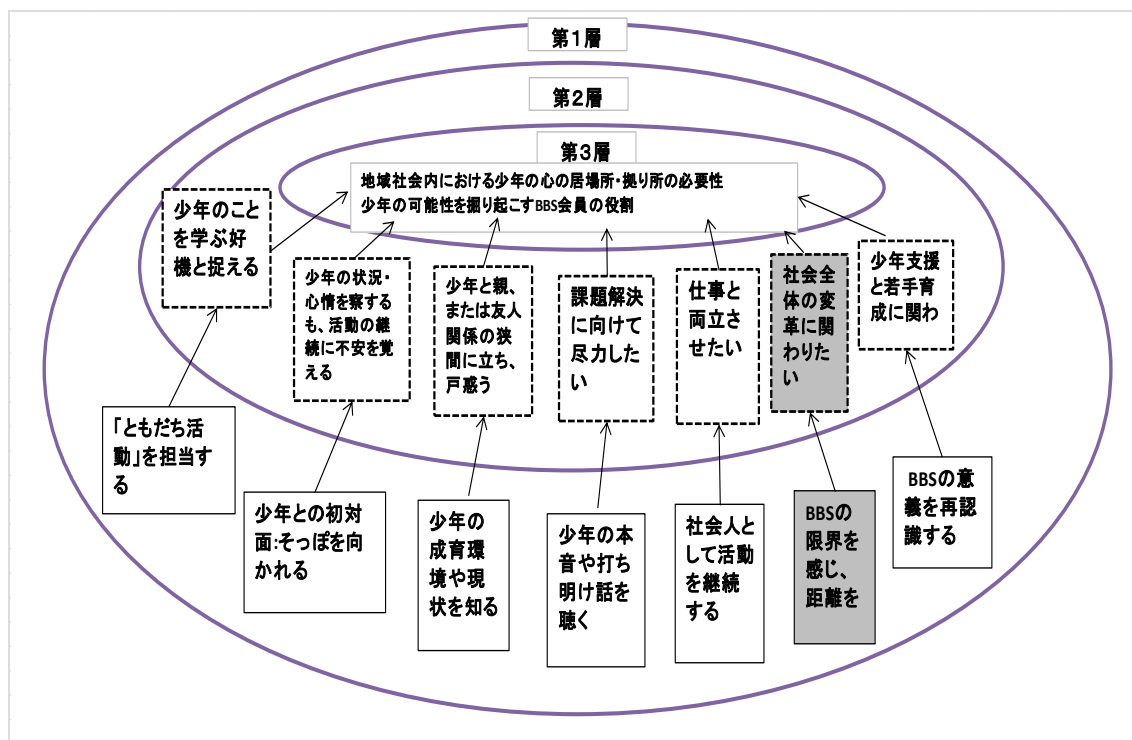 第1層
第2層
第3層
地域社会内における少年の心の居場所・拠り所の必要性
少年の可能性を掘り起こすBBS会員の役割
少年のこと
を学ぶ好
機と捉える
少年の状況・
心情を察する
も、活動の継
続に不安を覚
える
少年と親、
または友人
関係の狭
間に立ち、
戸惑う
課題解決
に向けて
尽力した
い
仕事と
両立さ
せたい
社会全
体の変
革に関
わりた
い
少年支援
と若手育
成に関わ
「ともだち活
動」を担当す
る
少年との初対
面:そっぽを向
かれる
少年の
成育環
境や現
状を知る
少年の本
音や打ち
明け話を
聴く
社会人と
して活動
を継続
する
BBSの
限界を
感じ、
距離を
BBSの意
義を再認
識する